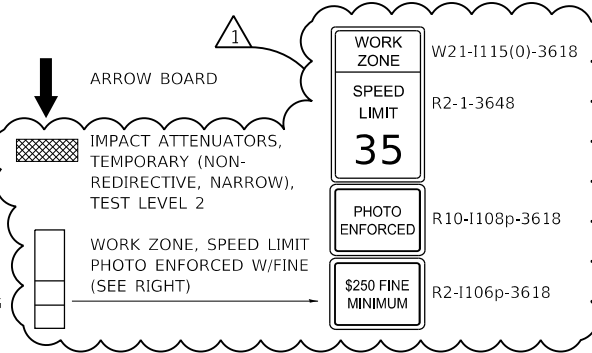 1
ARROW BOARD
IMPACT ATTENUATORS,
TEMPORARY (NON-
REDIRECTIVE, NARROW),
TEST LEVEL 2
WORK ZONE, SPEED LIMIT
PHOTO ENFORCED W/FINE
(SEE RIGHT)
WORK
ZONE
W21-I115(0)-3618
SPEED
LIMIT
35
R2-1-3648
PHOTO
ENFORCED
R10-I108p-3618
$250 FINE
MINIMUM
R2-I106p-3618